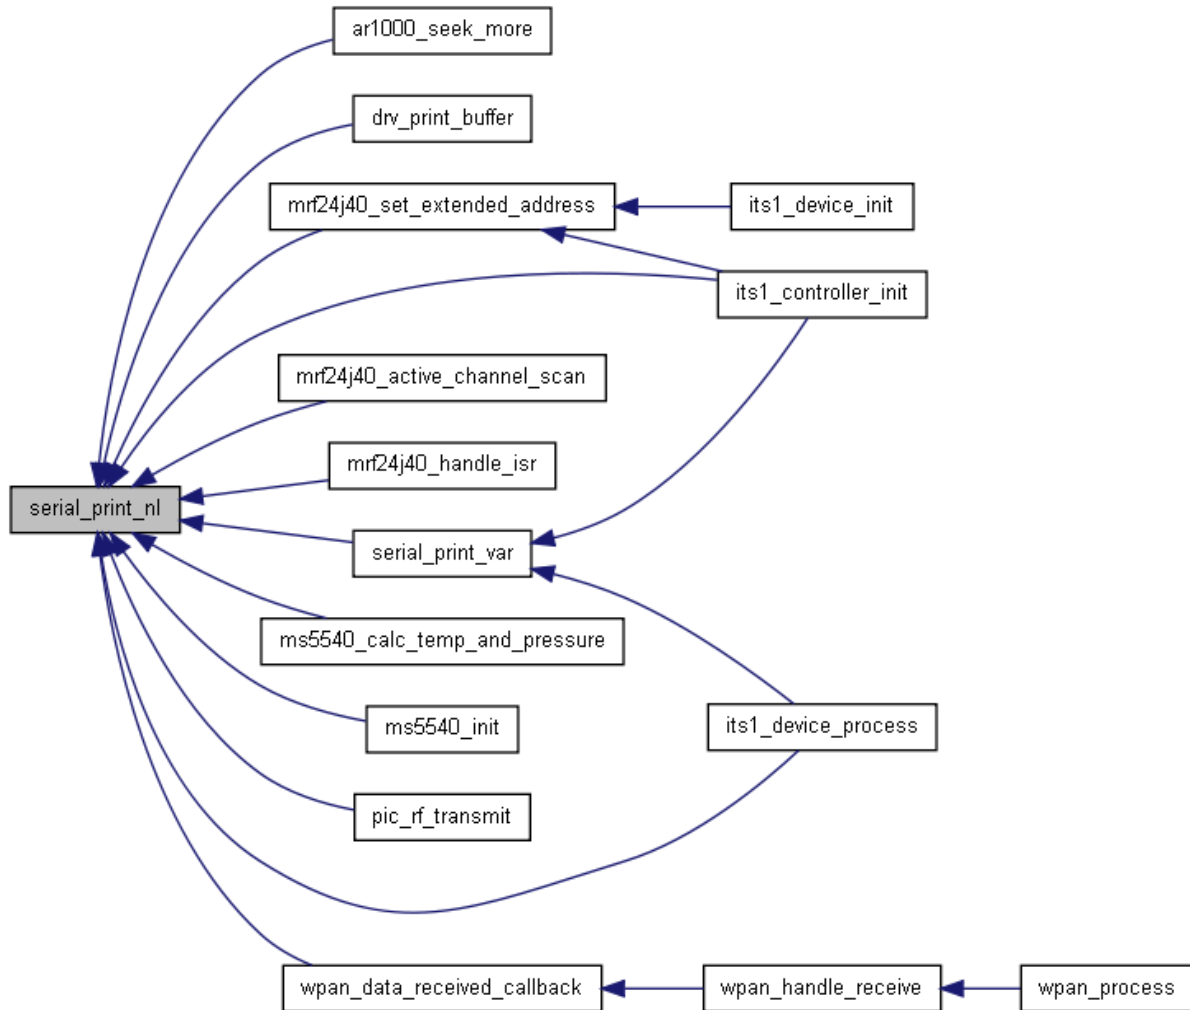 ar1000_seek_more
drv_print_buffer
mrf24j40_set_extended_address
its1_device_init
its1_controller_init
mrf24j40_active_channel_scan
mrf24j40_handle_isr
serial_print_nl
serial_print_var
ms5540_calc_temp_and_pressure
ms5540_init
its1_device_process
pic_rf_transmit
wpan_data_received_callback
wpan_handle_receive
wpan_process